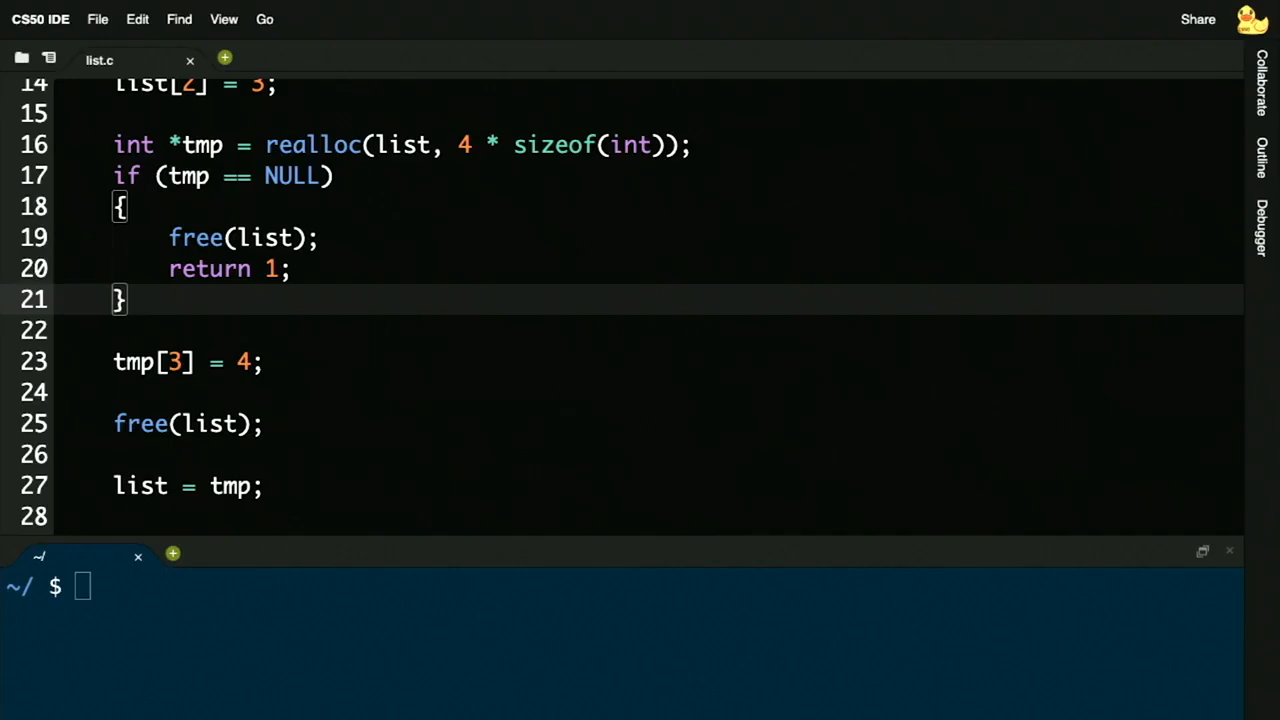 CS50 IDE File Edit Find View Go Share
list.c
14 list[2] = 3;
15
16 int *tmp = realloc(list, 4 * sizeof(int));
17 if (tmp == NULL)
18 {
19 free(list);
20 return 1;
21 }
22
23 tmp[3] = 4;
24
25 free(list);
26
27 list = tmp;
28
~/
~/ $
Collaborate
Outline
Debugger